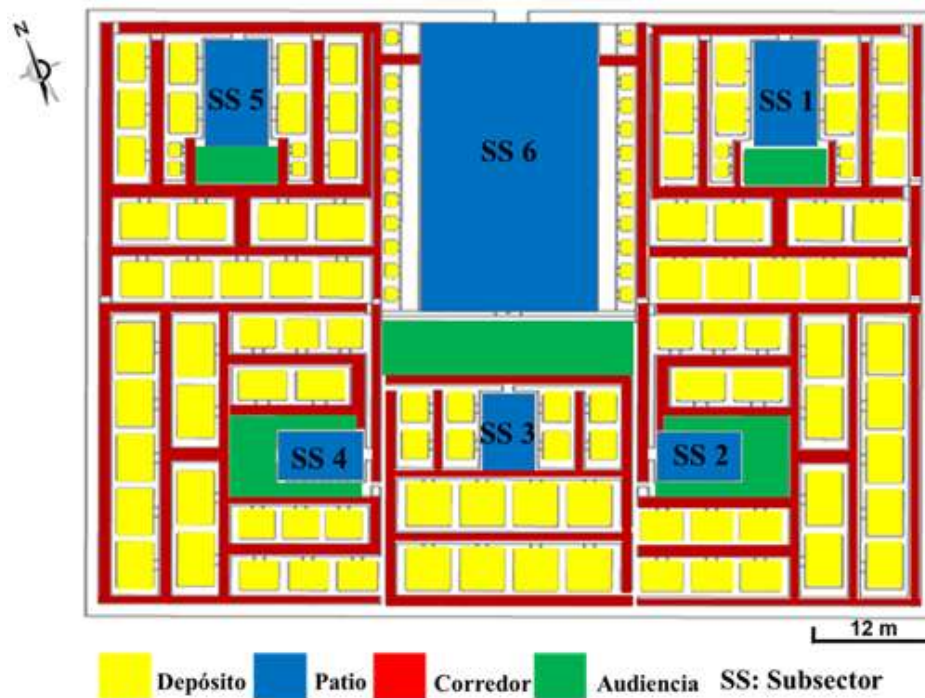 N
SS 5
SS 6
SS 1
SS 4
SS 3
SS 2
12 m
Depósito Patio Corredor Audiencia SS: Subsector